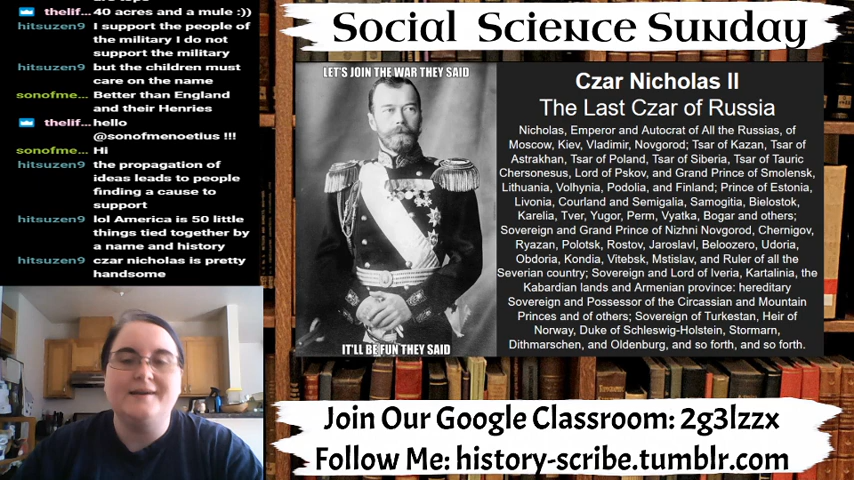 40 acres and a mule :))
thelif...
hitsuzen9 I support the people of
the military I do not
support the military
hitsuzen9 but the children must
care on the name
sonofme... Better than England
and their Henries
thelif... hello
@sonofmenoetius !!!
sonofme... Hi
hitsuzen9 the propagation of
ideas leads to people
finding a cause to
support
hitsuzen9 lol America is 50 little
things tied together by
a name and history
hitsuzen9 czar nicholas is pretty
handsome
Social Science Sunday
LET'S JOIN THE WAR THEY SAID
IT'LL BE FUN THEY SAID
Czar Nicholas II
The Last Czar of Russia
Nicholas, Emperor and Autocrat of All the Russias, of
Moscow, Kiev, Vladimir, Novgorod; Tsar of Kazan, Tsar of
Astrakhan, Tsar of Poland, Tsar of Siberia, Tsar of Tauric
Chersonesus, Lord of Pskov, and Grand Prince of Smolensk,
Lithuania, Volhynia, Podolia, and Finland; Prince of Estonia,
Livonia, Courland and Semigalia, Samogitia, Bielostok,
Karelia, Tver, Yugor, Perm, Vyatka, Bogar and others;
Sovereign and Grand Prince of Nizhni Novgorod, Chernigov,
Ryazan, Polotsk, Rostov, Jaroslavl, Beloozero, Udoria,
Obdoria, Kondia, Vitebsk, Mstislav, and Ruler of all the
Severian country; Sovereign and Lord of Iveria, Kartalinia, the
Kabardian lands and Armenian province: hereditary
Sovereign and Possessor of the Circassian and Mountain
Princes and of others; Sovereign of Turkestan, Heir of
Norway, Duke of Schleswig-Holstein, Stormarn,
Dithmarschen, and Oldenburg, and so forth, and so forth.
Join Our Google Classroom: 2g3lzzx
Follow Me: history-scribe.tumblr.com